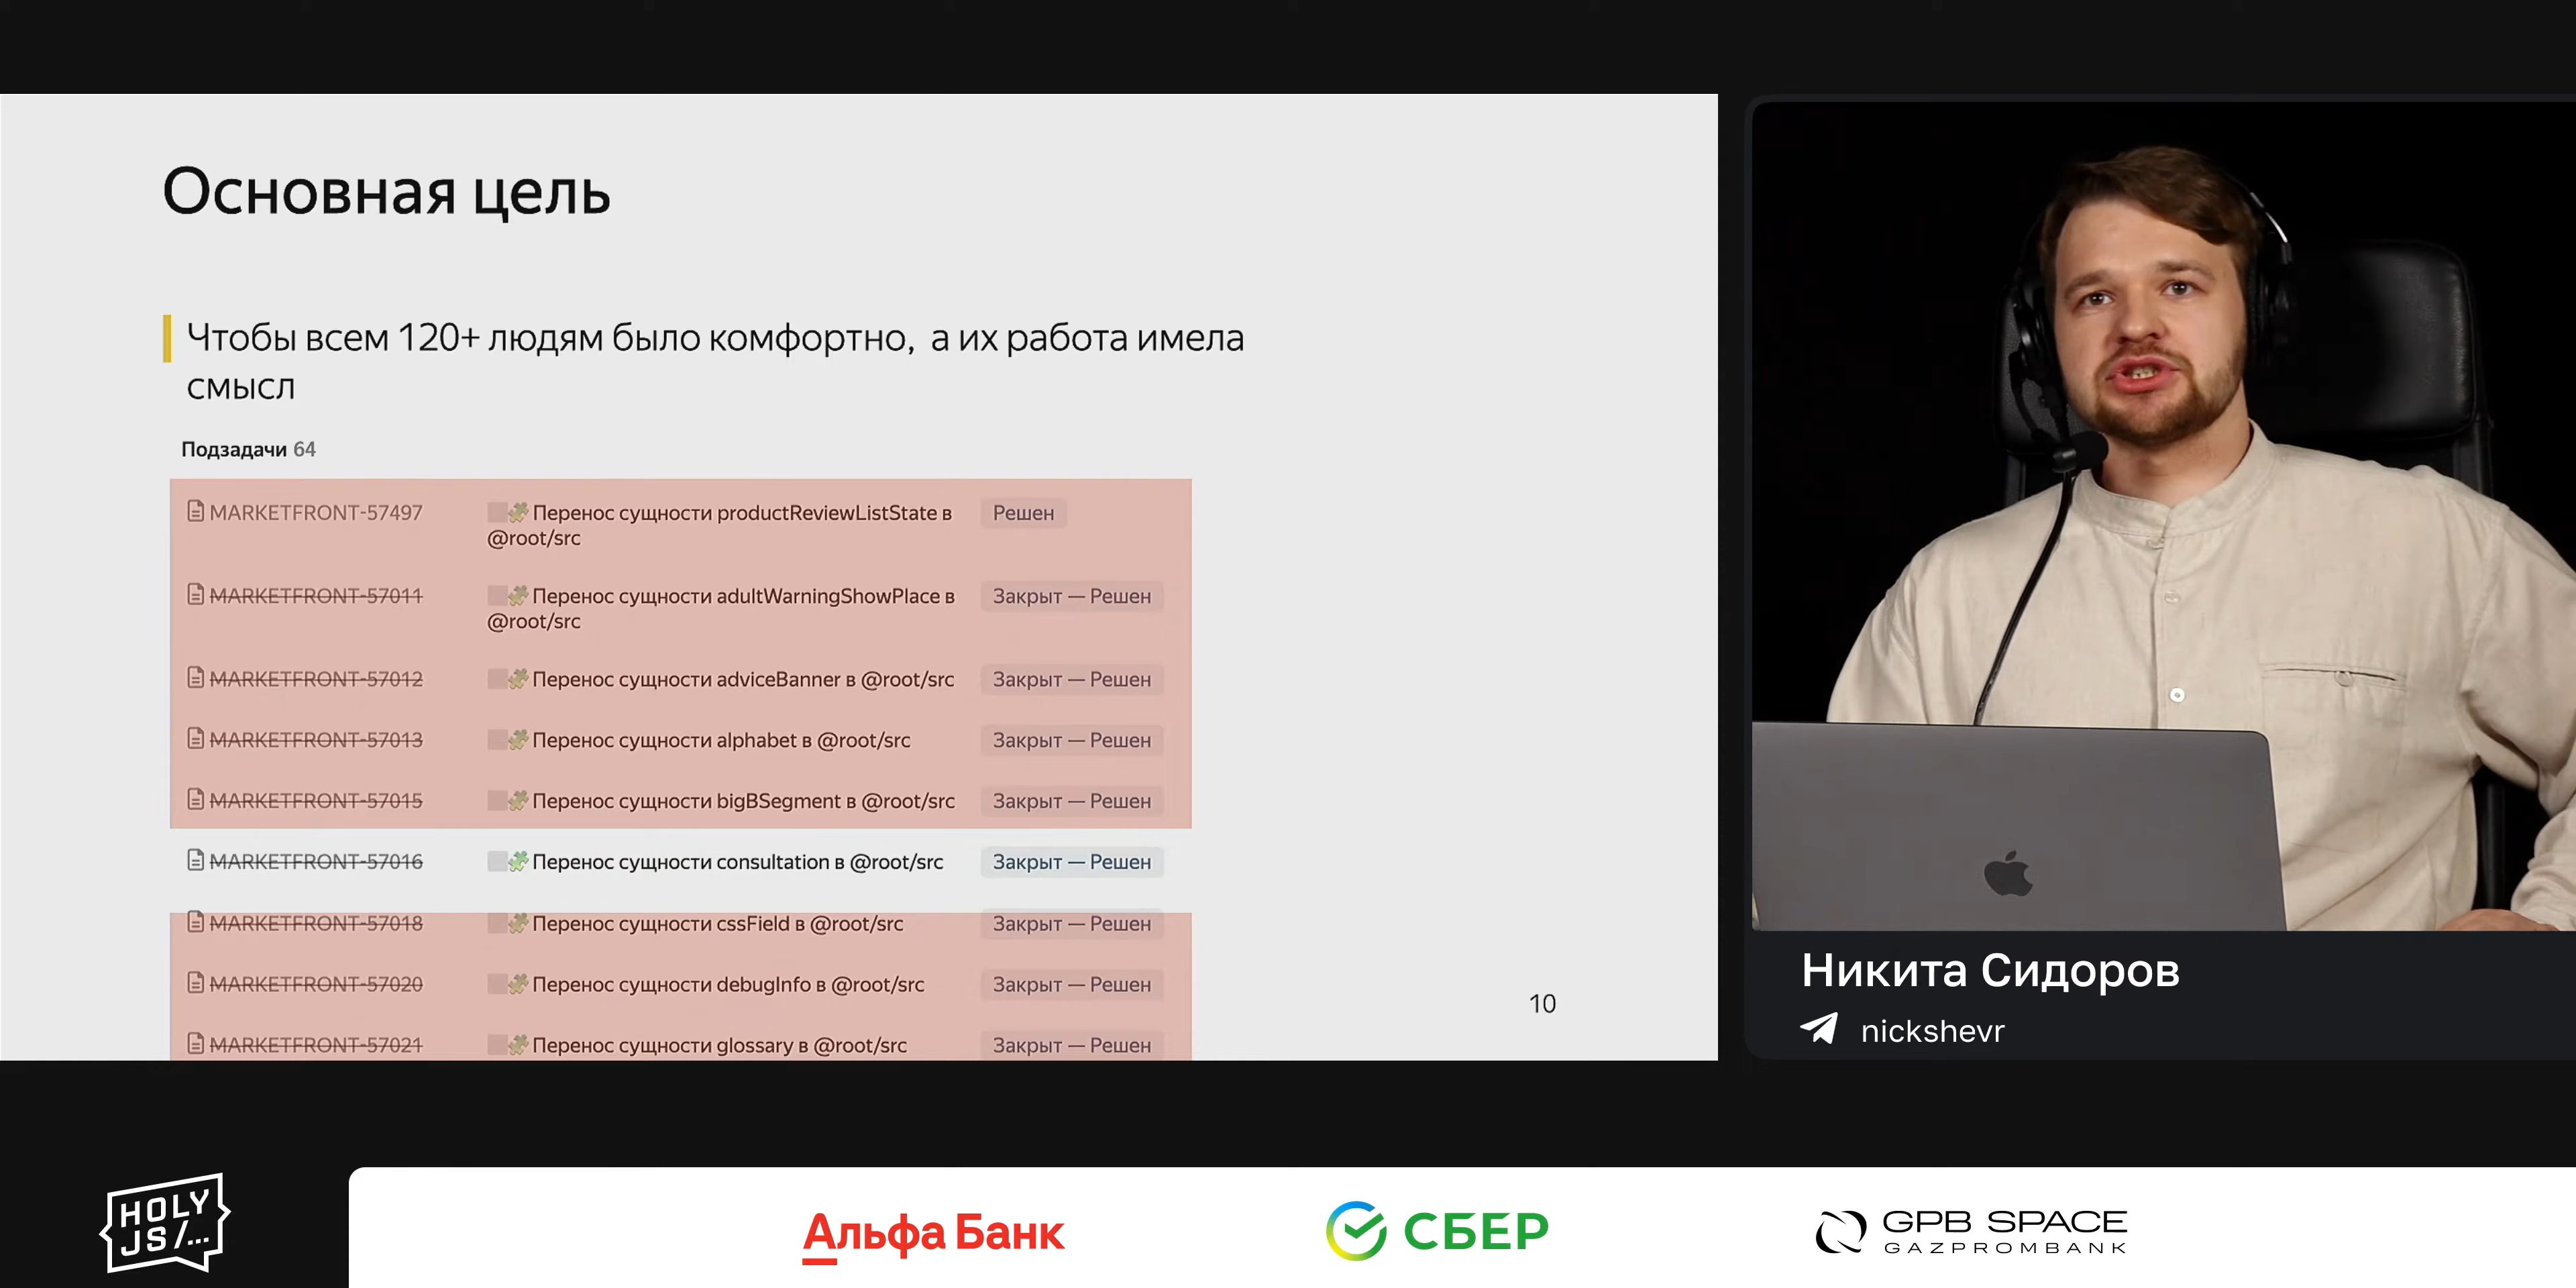 Основная цель
Чтобы всем 120+ людям было комфортно, а их работа имела
смысл
Подзадачи 64
MARKETFRONT-57497 Перенос сущности productReviewListState в Решен
@root/src
MARKETFRONT-57011 Перенос сущности adultWarningShowPlace в Закрыт — Решен
@root/src
MARKETFRONT-57012 Перенос сущности adviceBanner в @root/src Закрыт — Решен
MARKETFRONT-57013 Перенос сущности alphabet в @root/src Закрыт — Решен
MARKETFRONT-57015 Перенос сущности bigBSegment в @root/src Закрыт — Решен
MARKETFRONT-57016 Перенос сущности consultation в @root/src Закрыт — Решен
MARKETFRONT-57018 Перенос сущности cssField в @root/src Закрыт — Решен
MARKETFRONT-57020 Перенос сущности debugInfo в @root/src Закрыт — Решен
MARKETFRONT-57021 Перенос сущности glossary в @root/src Закрыт — Решен
10
Никита Сидоров
nickshevr
HOLY
JS/...
Альфа Банк
СБЕР
GPB SPACE
GAZPROMBANK